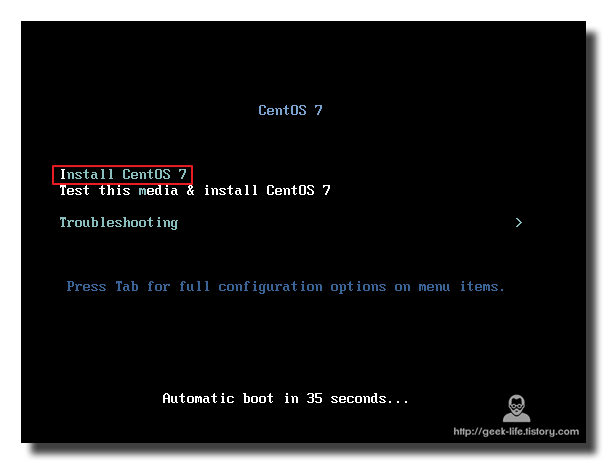 CentOS 7
Install CentOS 7
Test this media & install CentOS 7
Troubleshooting >
Press Tab for full configuration options on menu items.
Automatic boot in 35 seconds...
http://geek-life.tistory.com